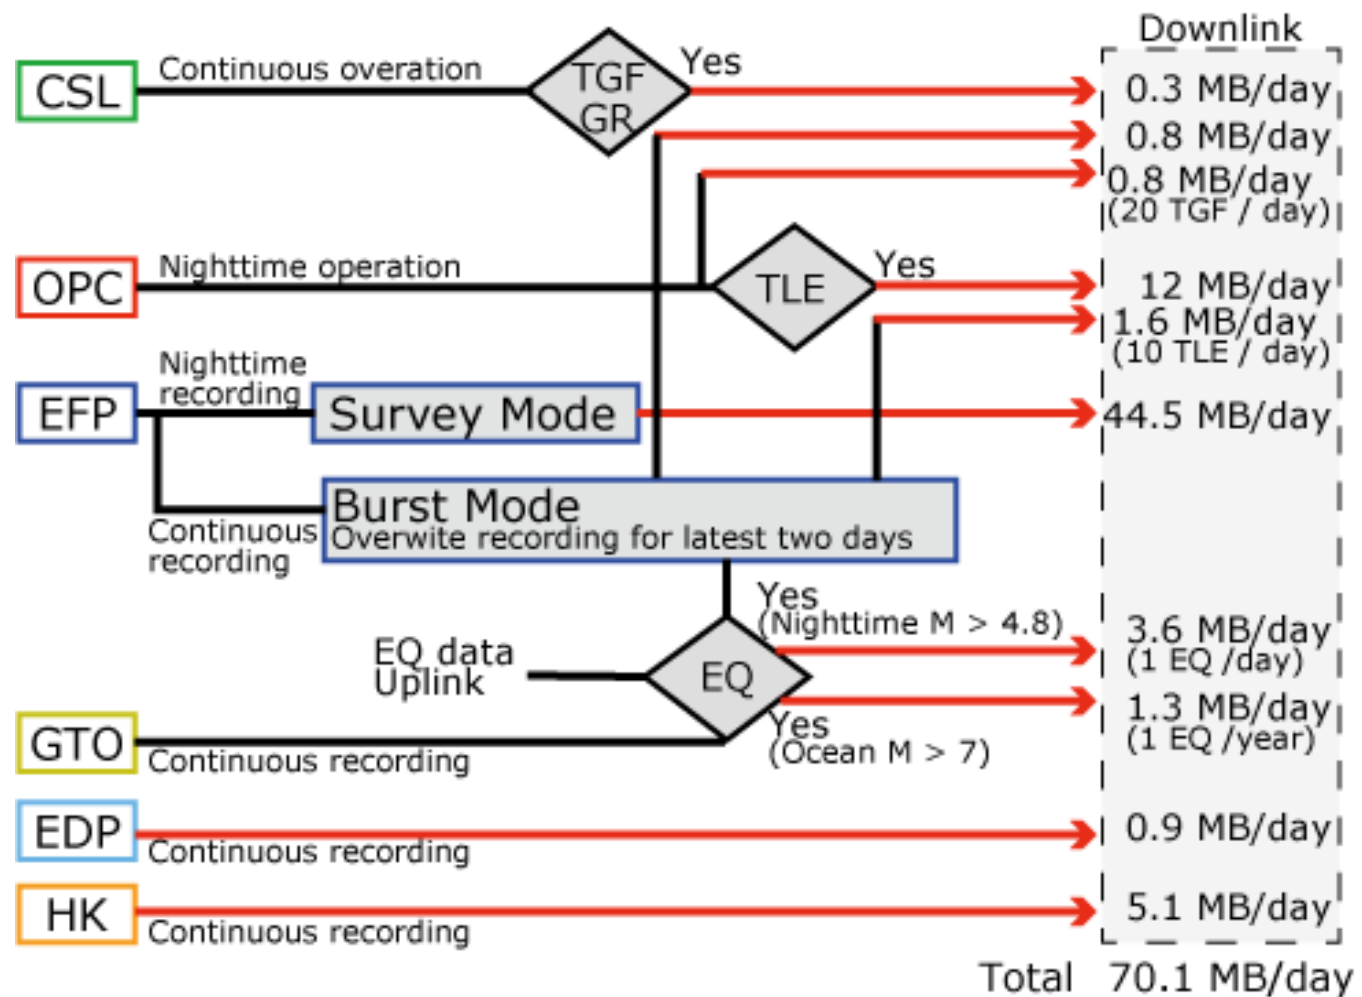 Downlink
CSL
Continuous overation
TGF
GR
Yes
0.3 MB/day
0.8 MB/day
0.8 MB/day
(20 TGF / day)
OPC
Nighttime operation
TLE
Yes
12 MB/day
1.6 MB/day
(10 TLE / day)
EFP
Nighttime
recording
Survey Mode
44.5 MB/day
Burst Mode
Overwite recording for latest two days
Continuous
recording
Yes
(Nighttime M > 4.8)
EQ data
Uplink
EQ
3.6 MB/day
(1 EQ /day)
Yes
(Ocean M > 7)
1.3 MB/day
(1 EQ /year)
GTO
Continuous recording
EDP
Continuous recording
0.9 MB/day
HK
Continuous recording
5.1 MB/day
Total 70.1 MB/day